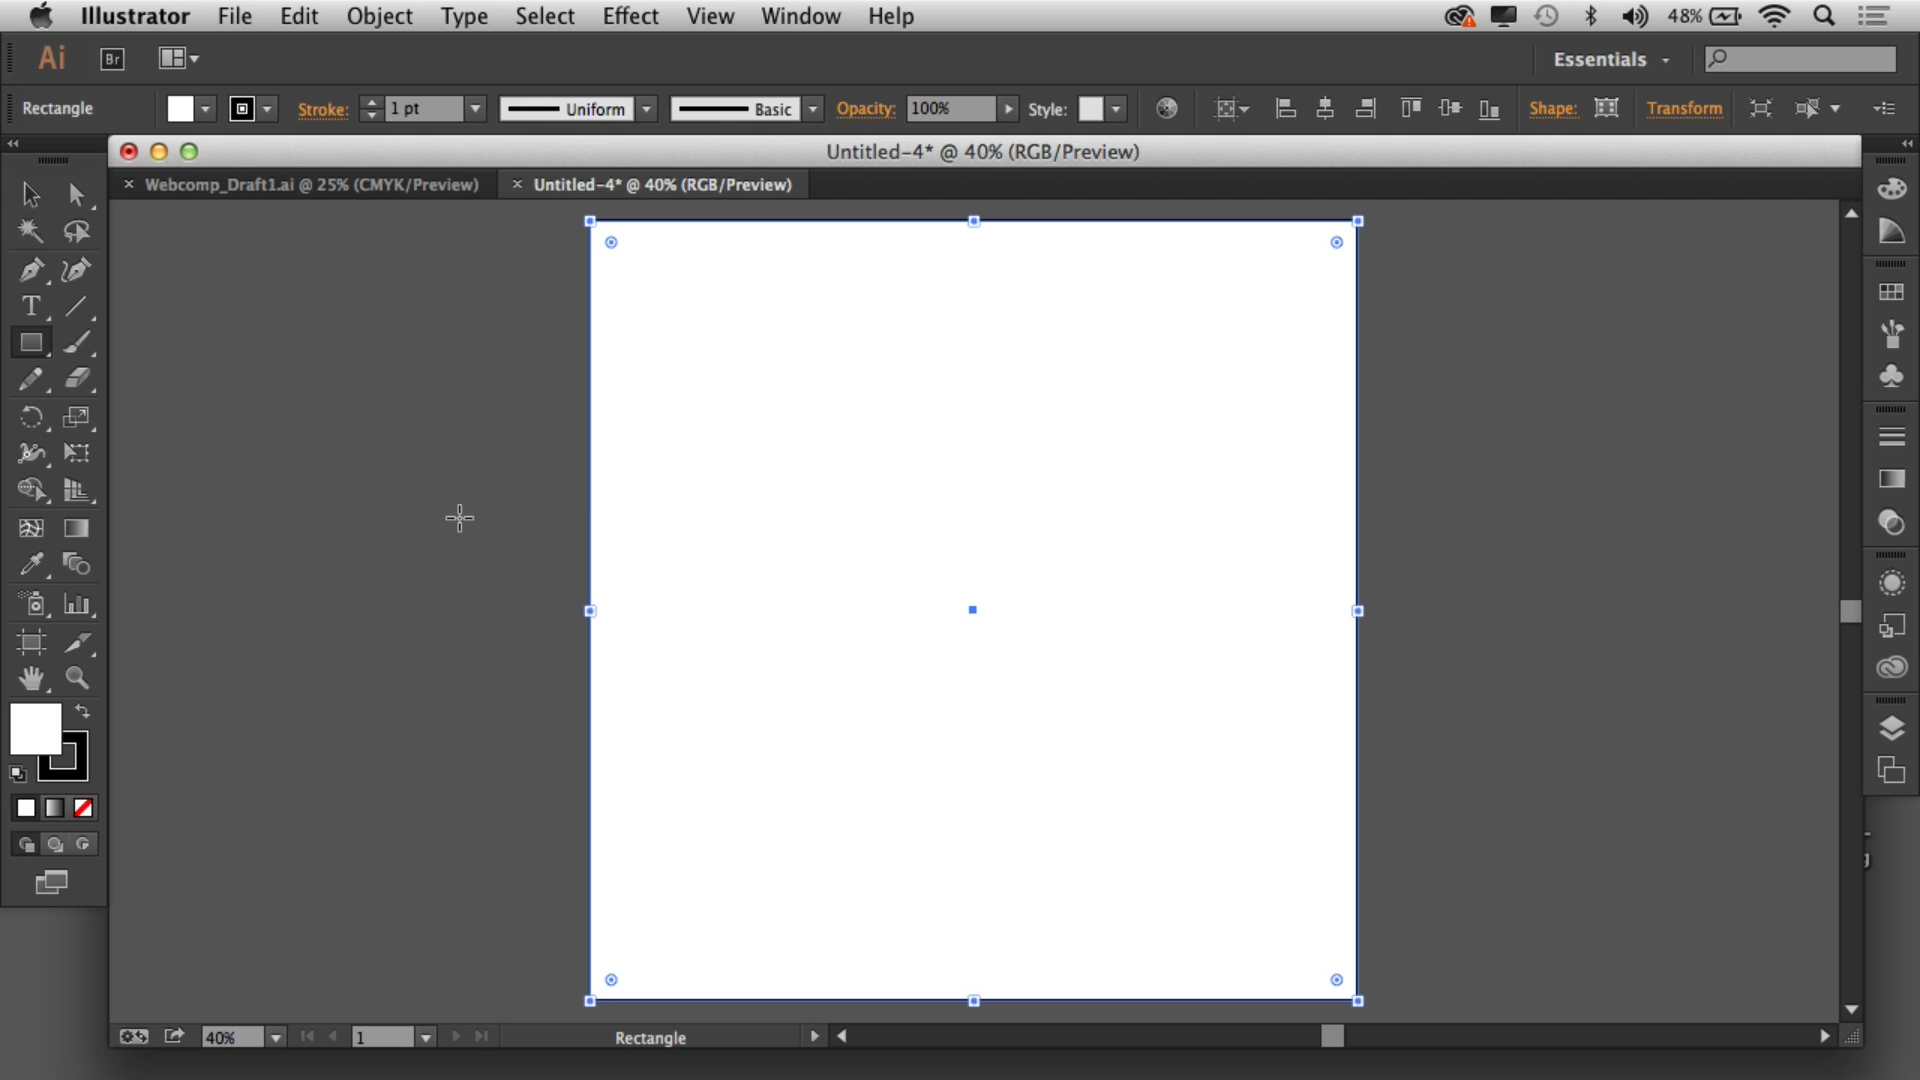 Illustrator File Edit Object Type Select Effect View Window Help 48%
Ai Br Essentials
Rectangle Stroke: 1 pt Uniform Basic Opacity: 100% Style: Shape: Transform
Untitled-4* @ 40% (RGB/Preview)
× Webcomp_Draft1.ai @ 25% (CMYK/Preview) × Untitled-4* @ 40% (RGB/Preview)
T
40% 1 Rectangle